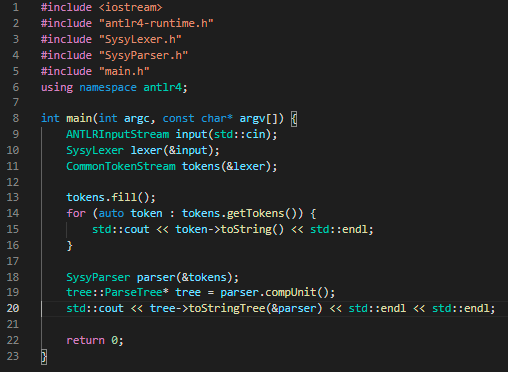 1 #include <iostream>
2 #include "antlr4-runtime.h"
3 #include "SysyLexer.h"
4 #include "SysyParser.h"
5 #include "main.h"
6 using namespace antlr4;
7
8 int main(int argc, const char* argv[]) {
9     ANTLRInputStream input(std::cin);
10     SysyLexer lexer(&input);
11     CommonTokenStream tokens(&lexer);
12
13     tokens.fill();
14     for (auto token : tokens.getTokens()) {
15         std::cout << token->toString() << std::endl;
16     }
17
18     SysyParser parser(&tokens);
19     tree::ParseTree* tree = parser.compUnit();
20     std::cout << tree->toStringTree(&parser) << std::endl << std::endl;
21
22     return 0;
23 }